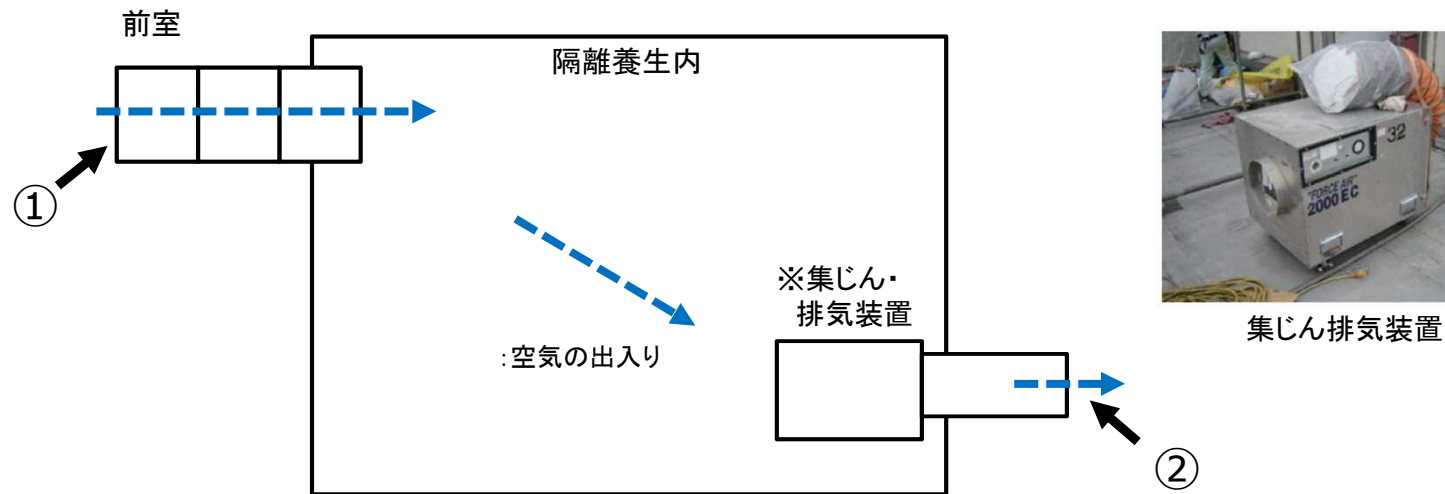 前室
隔離養生内
①
※集じん・
排気装置
:空気の出入り
②
32
"FORCE AIR"
2000 EC
集じん排気装置